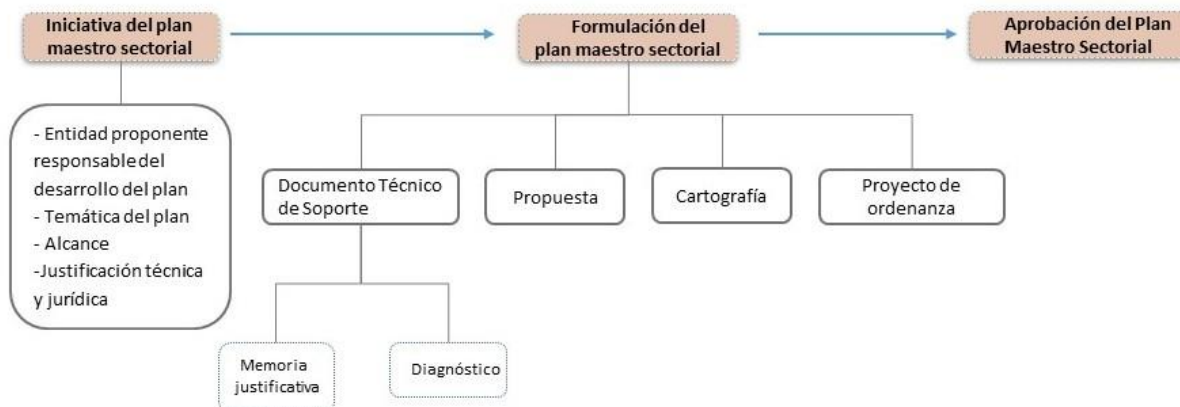 Iniciativa del plan
maestro sectorial
Formulación del
plan maestro sectorial
Aprobación del Plan
Maestro Sectorial
- Entidad proponente
responsable del
desarrollo del plan
- Temática del plan
- Alcance
-Justificación técnica
y jurídica
Documento Técnico
de Soporte
Propuesta
Cartografía
Proyecto de
ordenanza
Memoria
justificativa
Diagnóstico